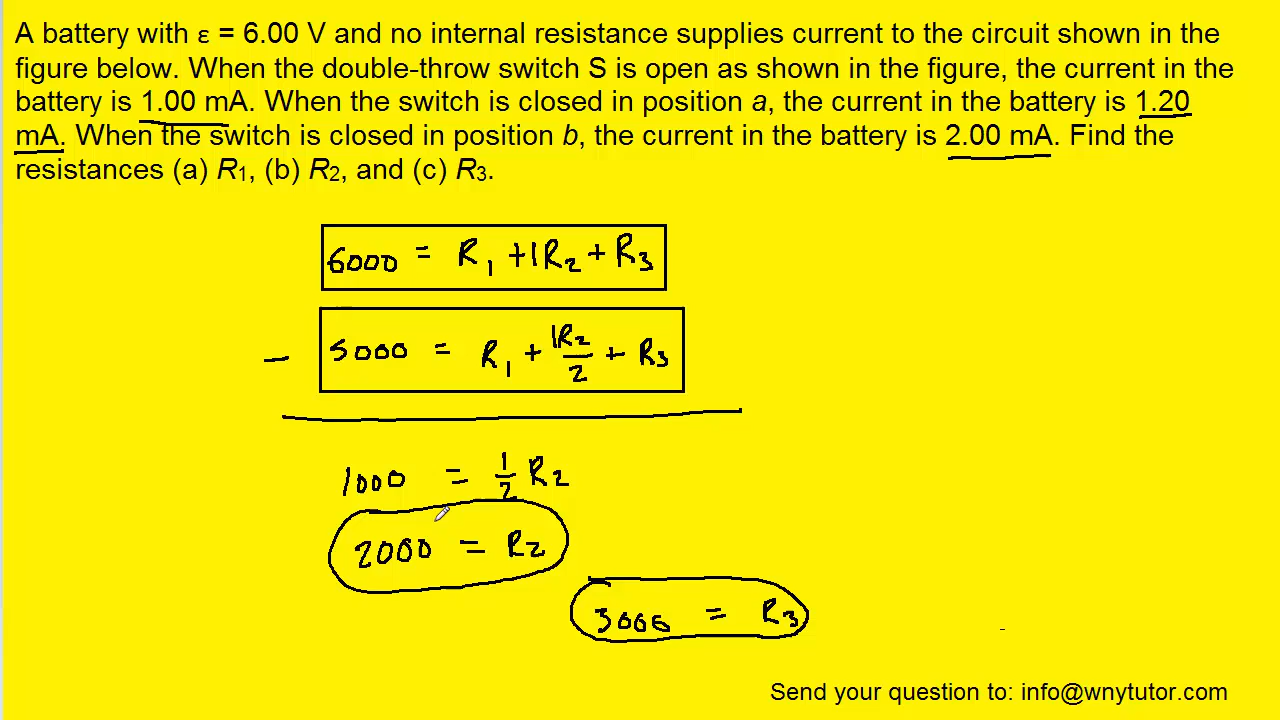 A battery with ε = 6.00 V and no internal resistance supplies current to the circuit shown in the
figure below. When the double-throw switch S is open as shown in the figure, the current in the
battery is 1.00 mA. When the switch is closed in position a, the current in the battery is 1.20
mA. When the switch is closed in position b, the current in the battery is 2.00 mA. Find the
resistances (a) R1, (b) R2, and (c) R3.
6000 = R1 + 1R2 + R3
- 5000 = R1 + 1R2/2 + R3
1000 = 1/2 R2
2000 = R2
3000 = R3
Send your question to: info@wnytutor.com